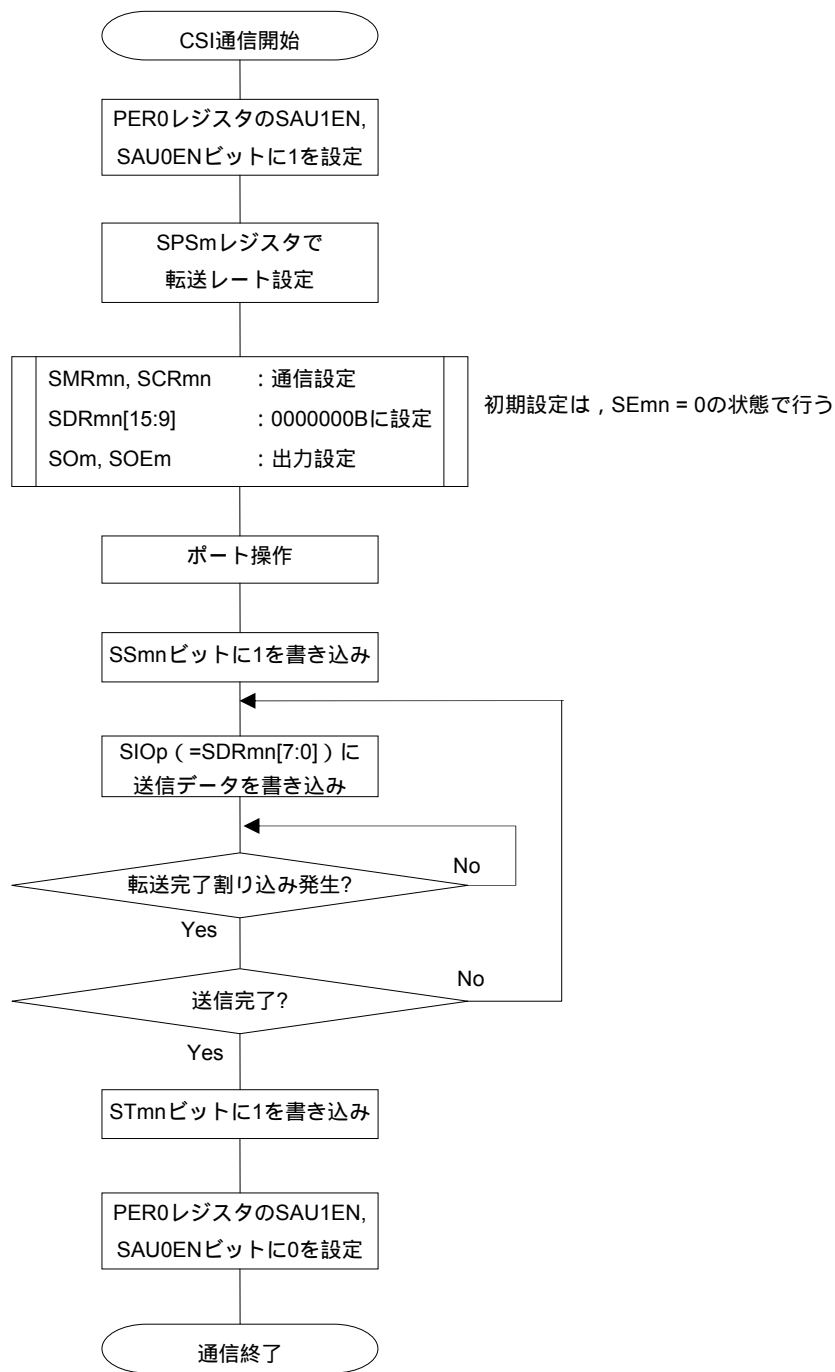 CSI通信開始
PER0レジスタのSAU1EN,
SAU0ENビットに1を設定
SPSmレジスタで
転送レート設定
SMRmn, SCRmn ：通信設定
SDRmn[15:9] ：0000000Bに設定
SOm, SOEm ：出力設定
初期設定は，SEmn = 0の状態で行う
ポート操作
SSmnビットに1を書き込み
SIOp（=SDRmn[7:0]）に
送信データを書き込み
転送完了割り込み発生?
No
Yes
送信完了?
No
Yes
STmnビットに1を書き込み
PER0レジスタのSAU1EN,
SAU0ENビットに0を設定
通信終了